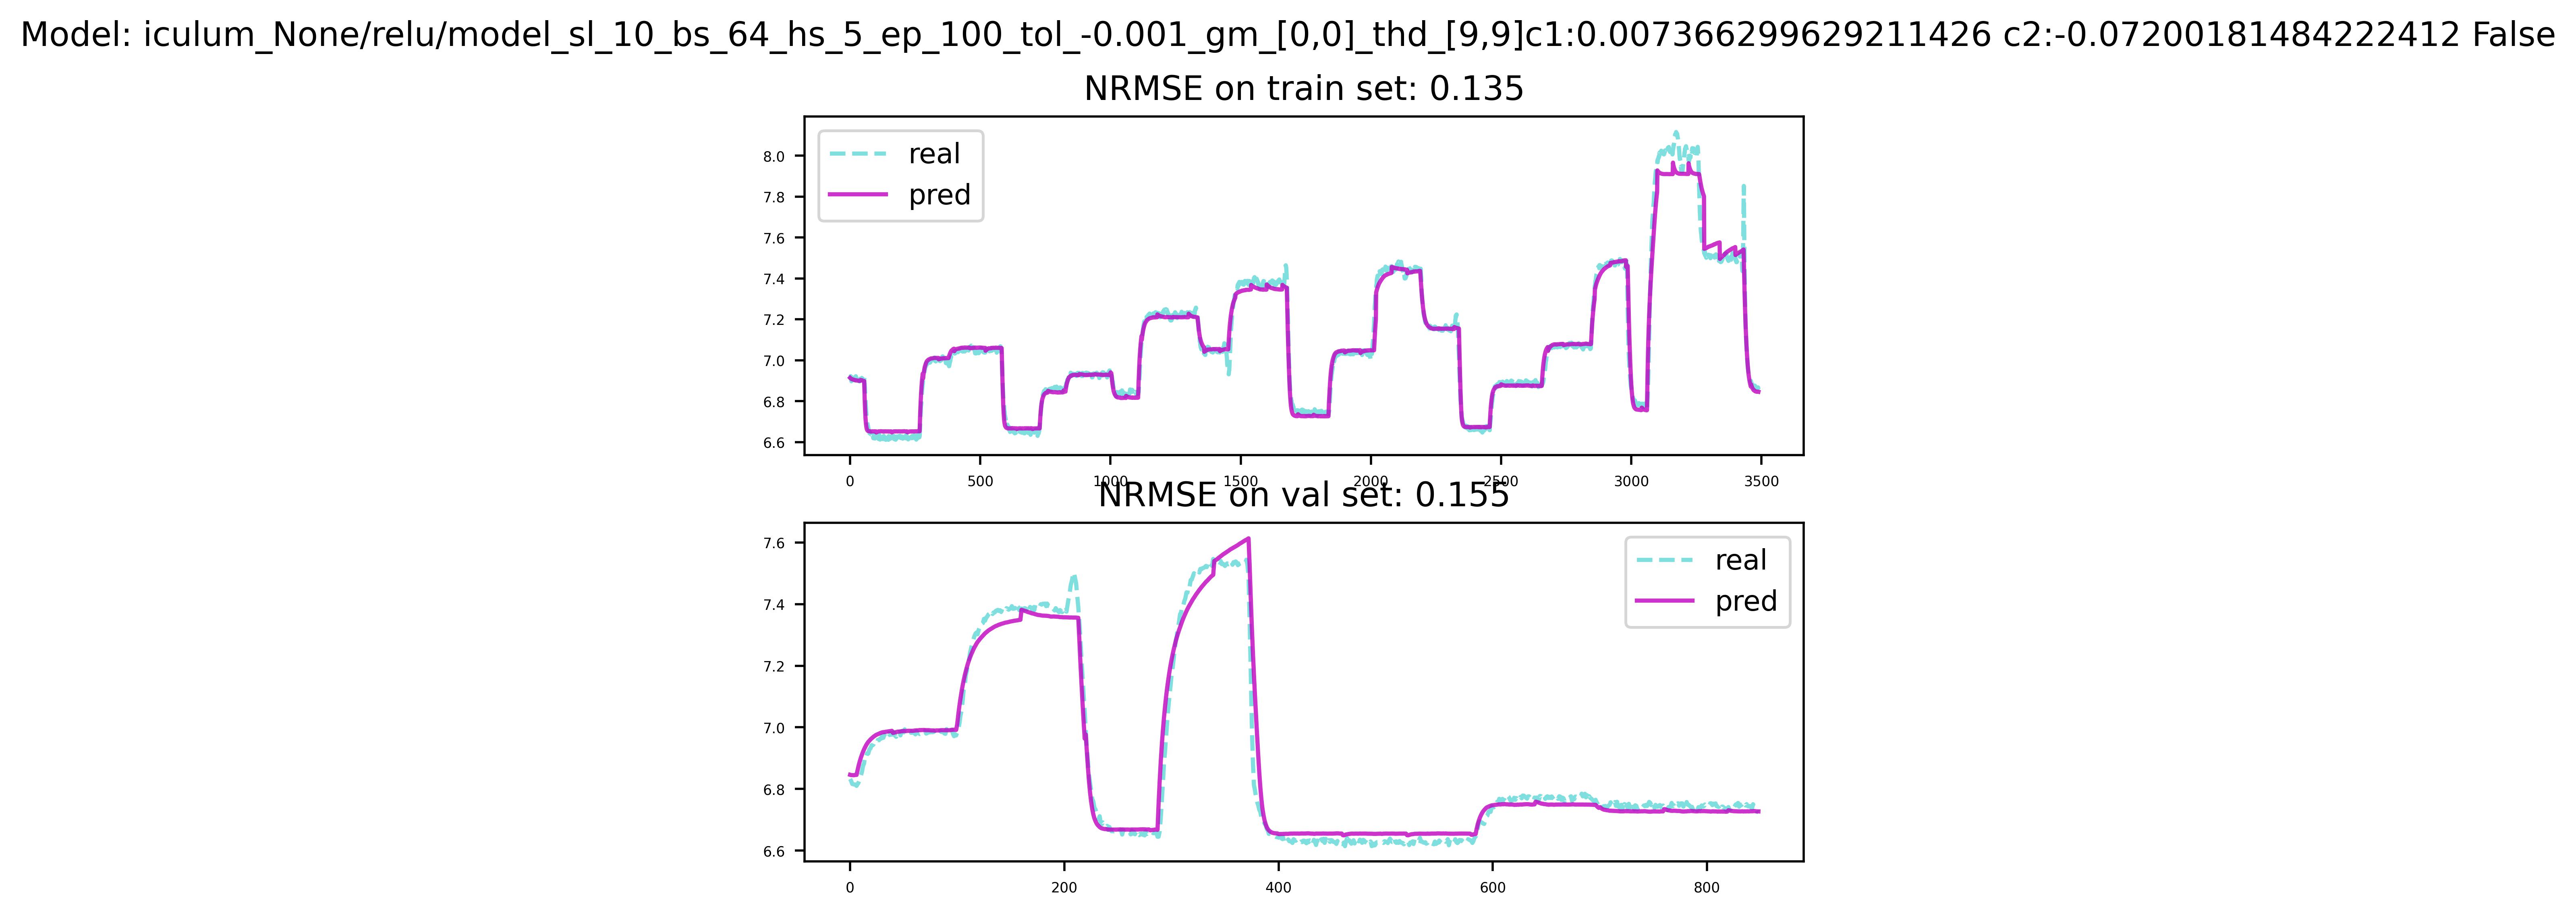 Model: iculum_None/relu/model_sl_10_bs_64_hs_5_ep_100_tol_-0.001_gm_[0,0]_thd_[9,9]c1:0.007366299629211426 c2:-0.07200181484222412 False
NRMSE on train set: 0.135
real
pred
8.0
7.8
7.6
7.4
7.2
7.0
6.8
6.6
0 500 1000 1500 2000 2500 3000 3500
NRMSE on val set: 0.155
real
pred
7.6
7.4
7.2
7.0
6.8
6.6
0 200 400 600 800